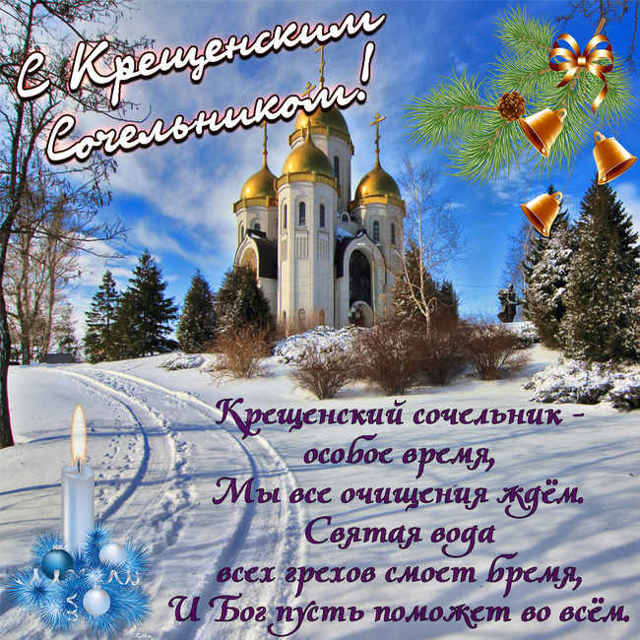 С Крещенским
Сочельником!
Крещенский сочельник -
особое время,
Мы все очищения ждём.
Святая вода
всех грехов смоет бремя,
И Бог пусть поможет во всём.